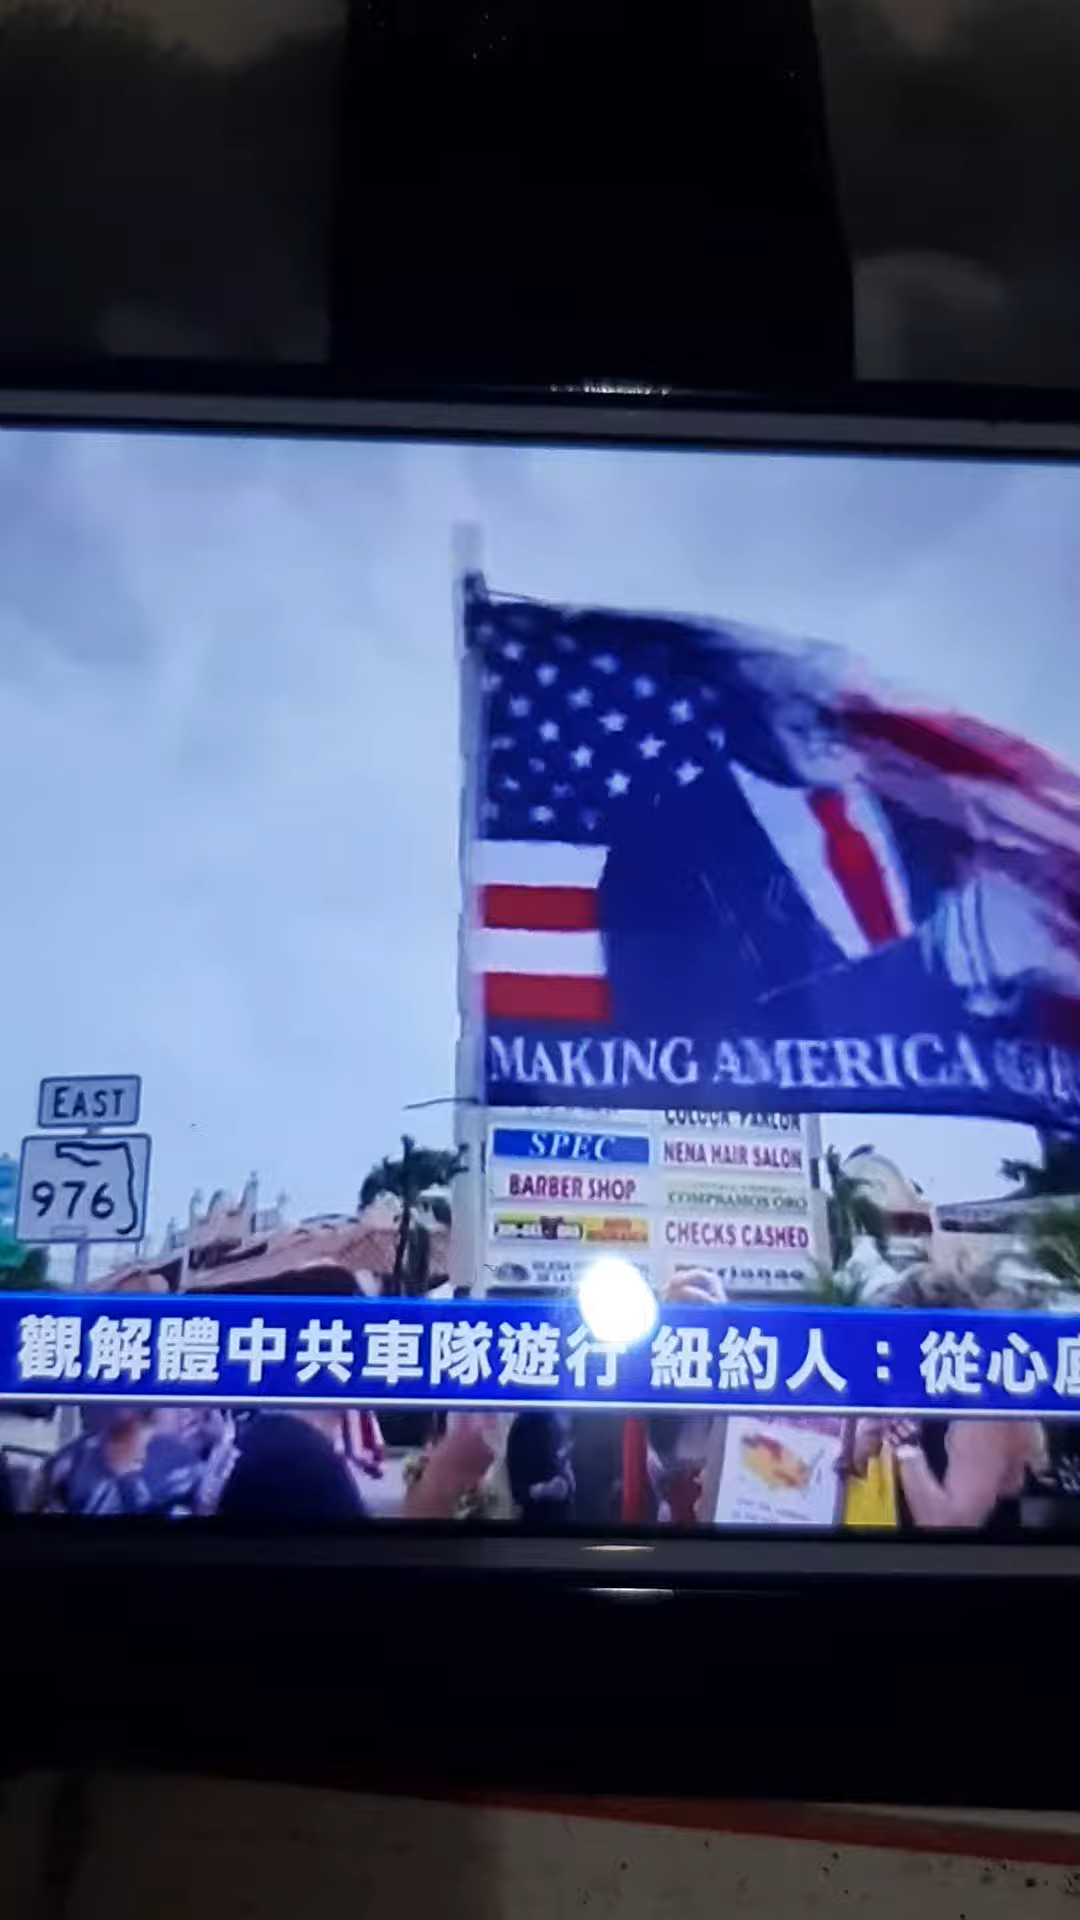 MAKING AMERICA
EAST
976
SPEC
NENA HAIR SALON
BARBER SHOP
COMPRAMOS ORO
CHECKS CASHED
觀解體中共車隊遊行 紐約人：從心底